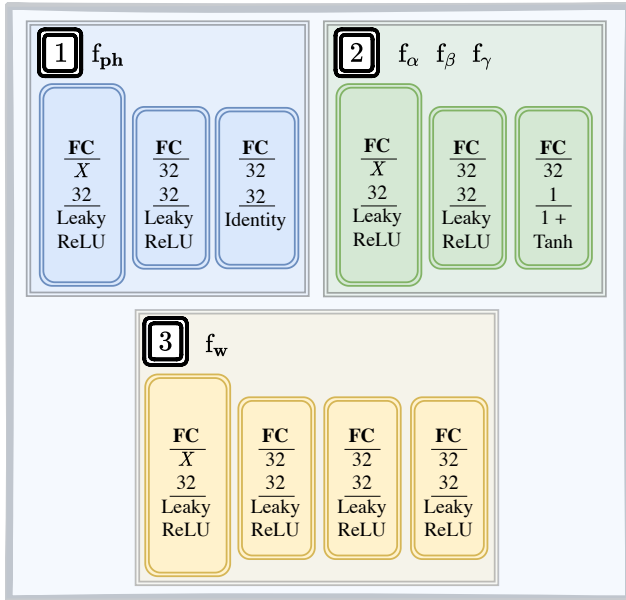 1 f_ph
FC
X
32
Leaky
ReLU
FC
32
32
Leaky
ReLU
FC
32
32
Identity
2 f_α f_β f_γ
FC
X
32
Leaky
ReLU
FC
32
32
Leaky
ReLU
FC
32
1
1 +
Tanh
3 f_w
FC
X
32
Leaky
ReLU
FC
32
32
Leaky
ReLU
FC
32
32
Leaky
ReLU
FC
32
32
Leaky
ReLU